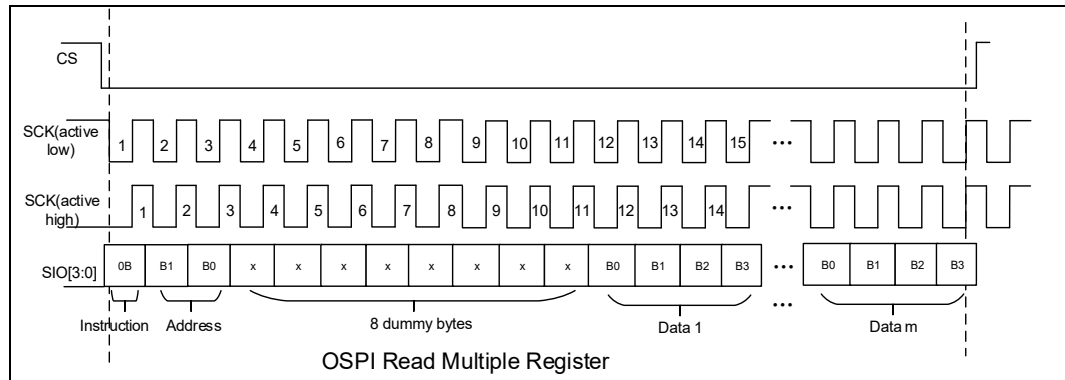 CS
SCK(active low)
1 2 3 4 5 6 7 8 9 10 11 12 13 14 15 ...
SCK(active high)
1 2 3 4 5 6 7 8 9 10 11 12 13 14 ...
SIO[3:0] 0B B1 B0 x x x x x x x x B0 B1 B2 B3 ... B0 B1 B2 B3
...
Instruction Address 8 dummy bytes Data 1 Data m
OSPI Read Multiple Register